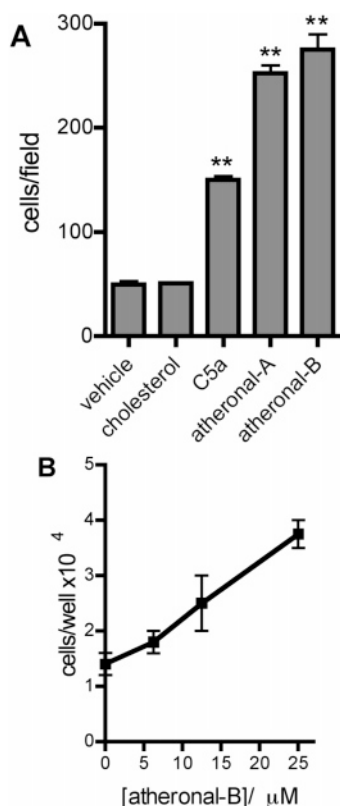 A
300
200
100
0
cells/field
**
**
**
vehicle
cholesterol
C5a
atheronal-A
atheronal-B
B
5
4
3
2
1
0
cells/well x10 4
0 5 10 15 20 25
[atheronal-B]/ μM